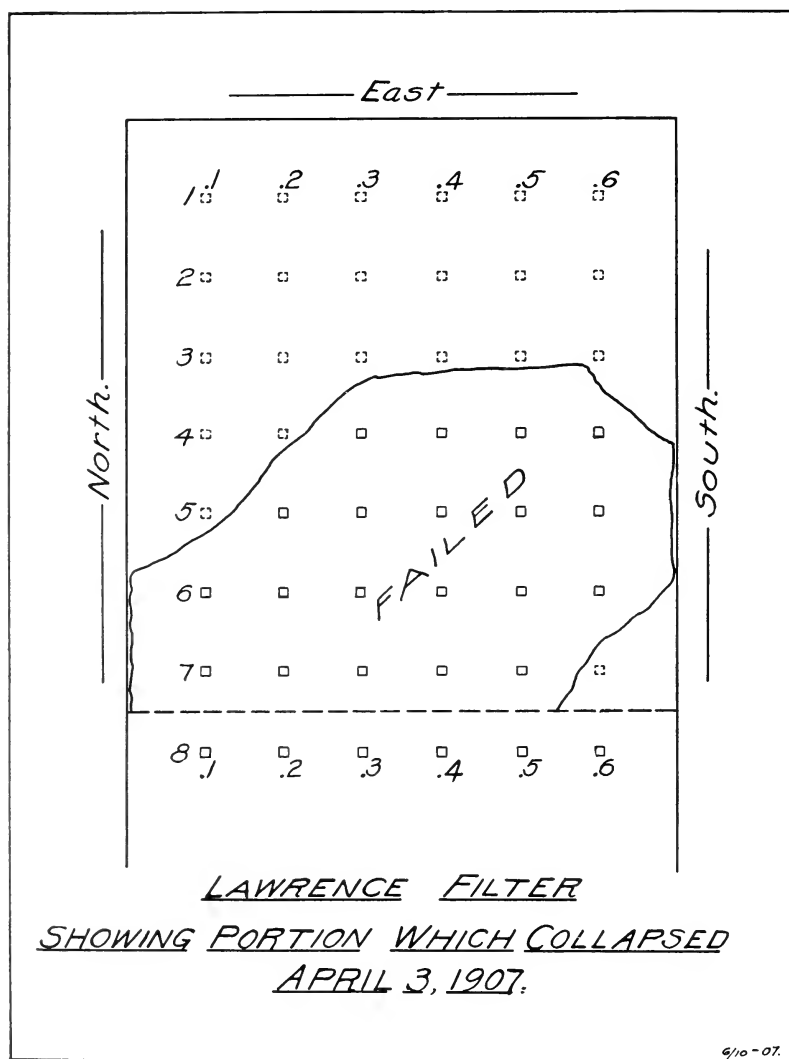 East
.1 .2 .3 .4 .5 .6
1
2
3
4
5
6
7
8
.1 .2 .3 .4 .5 .6
North.
South.
FAILED
LAWRENCE FILTER
SHOWING PORTION WHICH COLLAPSED
APRIL 3, 1907.
6/10-07.